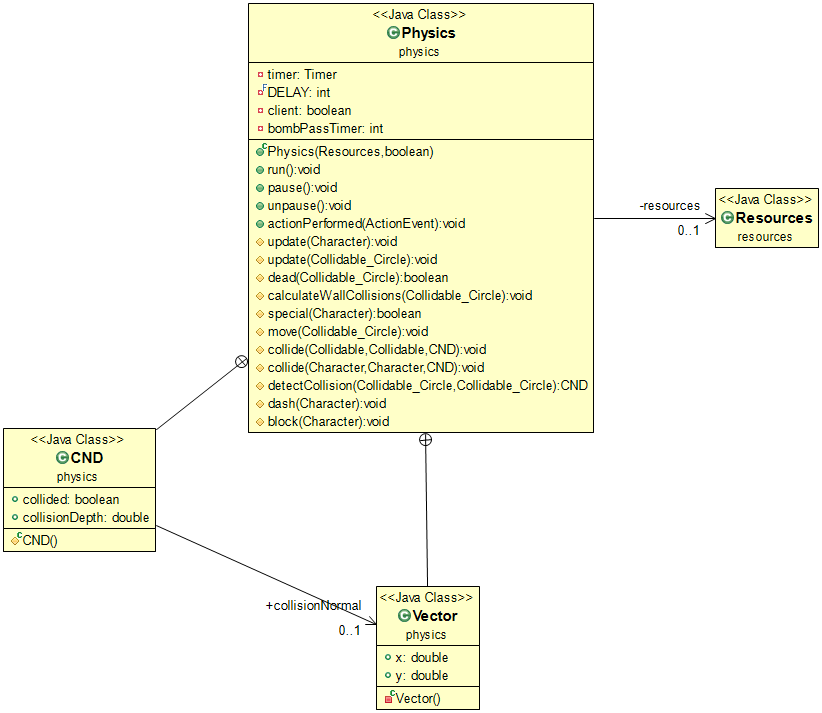 <<Java Class>>
Physics
physics
timer: Timer
DELAY: int
client: boolean
bombPassTimer: int
Physics(Resources,boolean)
run():void
pause():void
unpause():void
actionPerformed(ActionEvent):void
update(Character):void
update(Collidable_Circle):void
dead(Collidable_Circle):boolean
calculateWallCollisions(Collidable_Circle):void
special(Character):boolean
move(Collidable_Circle):void
collide(Collidable,Collidable,CND):void
collide(Character,Character,CND):void
detectCollision(Collidable_Circle,Collidable_Circle):CND
dash(Character):void
block(Character):void
-resources
0..1
<<Java Class>>
Resources
resources
<<Java Class>>
CND
physics
collided: boolean
collisionDepth: double
CND()
+collisionNormal
0..1
<<Java Class>>
Vector
physics
x: double
y: double
Vector()